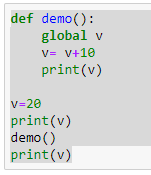 def demo():
    global v
    v= v+10
    print(v)

v=20
print(v)
demo()
print(v)